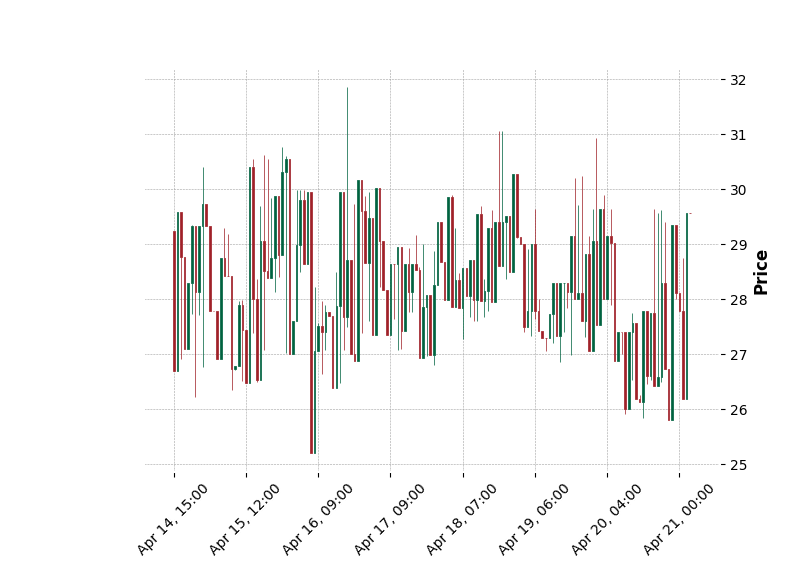 32
31
30
29
28
27
26
25
Price
Apr 14, 15:00
Apr 15, 12:00
Apr 16, 09:00
Apr 17, 09:00
Apr 18, 07:00
Apr 19, 06:00
Apr 20, 04:00
Apr 21, 00:00